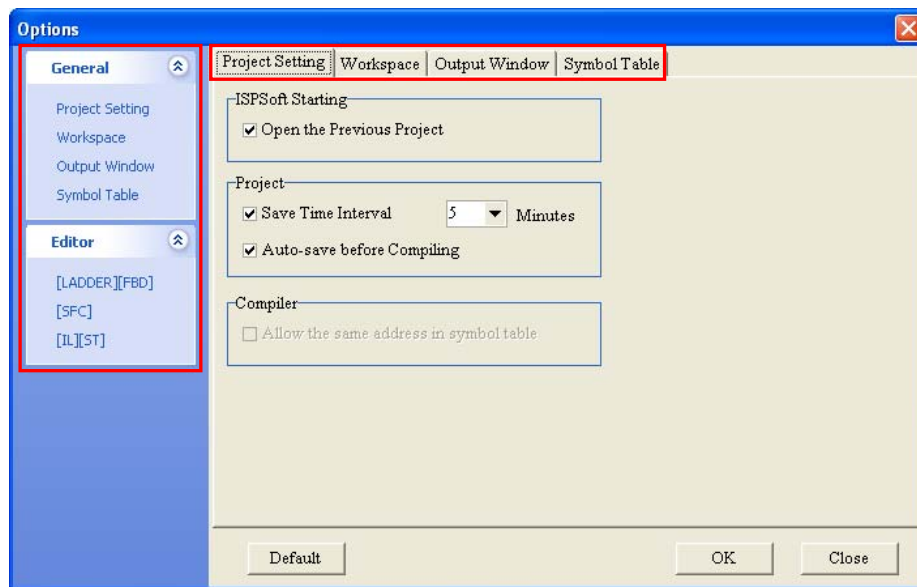 Options
General
Project Setting
Workspace
Output Window
Symbol Table
Editor
[LADDER][FBD]
[SFC]
[IL][ST]
Project Setting Workspace Output Window Symbol Table
ISPSoft Starting
Open the Previous Project
Project
Save Time Interval 5 Minutes
Auto-save before Compiling
Compiler
Allow the same address in symbol table
Default OK Close